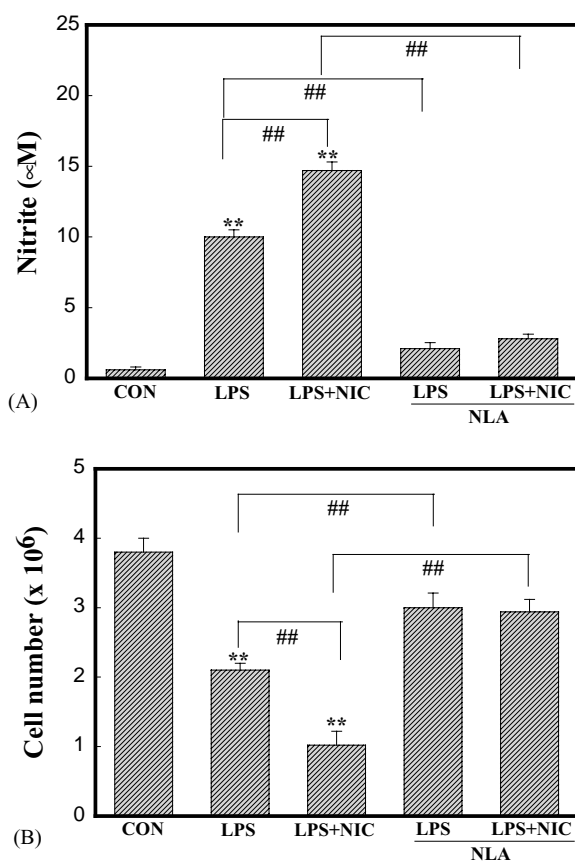 25
20
15
10
5
0
Nitrite (∝M)
##
##
##
**
**
CON LPS LPS+NIC LPS LPS+NIC
NLA
(A)
5
4
3
2
1
0
Cell number (x 10⁶)
##
##
##
**
**
CON LPS LPS+NIC LPS LPS+NIC
NLA
(B)